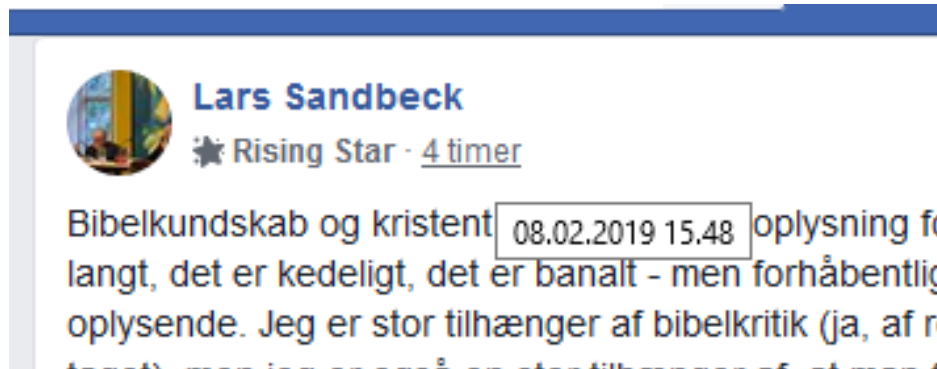 Lars Sandbeck
Rising Star · 4 timer
Bibelkundskab og kristent 08.02.2019 15.48 oplysning
langt, det er kedeligt, det er banalt - men
oplysende. Jeg er stor tilhænger af bibelkritik (ja, af